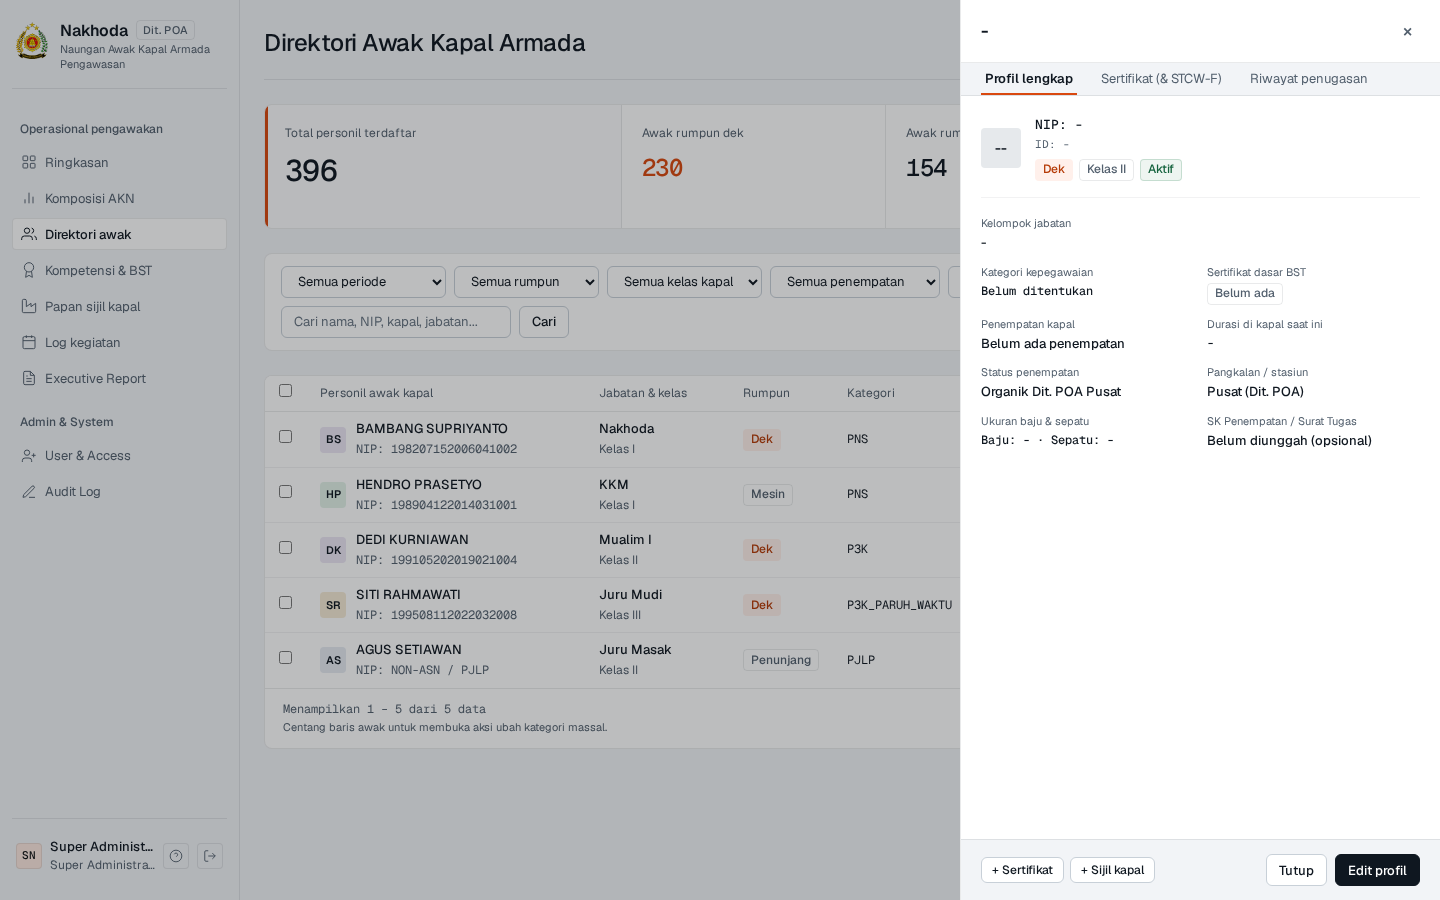 Nakhoda Dit. POA
Naungan Awak Kapal Armada
Pengawasan
Operasional pengawakan
Ringkasan
Komposisi AKN
Direktori awak
Kompetensi & BST
Papan sijil kapal
Log kegiatan
Executive Report
Admin & System
User & Access
Audit Log
SN
Super Administ...
Super Administra...
Direktori Awak Kapal Armada
Total personil terdaftar
396
Awak rumpun dek
230
Awak rum
154
Semua periode
Semua rumpun
Semua kelas kapal
Semua penempatan
Cari nama, NIP, kapal, jabatan...
Cari
Personil awak kapal Jabatan & kelas Rumpun Kategori
BS BAMBANG SUPRIYANTO Nakhoda Dek PNS
NIP: 198207152006041002 Kelas I
HP HENDRO PRASETYO KKM Mesin PNS
NIP: 198904122014031001 Kelas I
DK DEDI KURNIAWAN Mualim I Dek P3K
NIP: 199105202019021004 Kelas II
SR SITI RAHMAWATI Juru Mudi Dek P3K_PARUH_WAKTU
NIP: 199508112022032008 Kelas III
AS AGUS SETIAWAN Juru Masak Penunjang PJLP
NIP: NON-ASN / PJLP Kelas II
Menampilkan 1 - 5 dari 5 data
Centang baris awak untuk membuka aksi ubah kategori massal.
- ×
Profil lengkap Sertifikat (& STCW-F) Riwayat penugasan
--
NIP: -
ID: -
Dek Kelas II Aktif
Kelompok jabatan
-
Kategori kepegawaian
Belum ditentukan
Sertifikat dasar BST
Belum ada
Penempatan kapal
Belum ada penempatan
Durasi di kapal saat ini
-
Status penempatan
Organik Dit. POA Pusat
Pangkalan / stasiun
Pusat (Dit. POA)
Ukuran baju & sepatu
Baju: - · Sepatu: -
SK Penempatan / Surat Tugas
Belum diunggah (opsional)
+ Sertifikat + Sijil kapal Tutup Edit profil